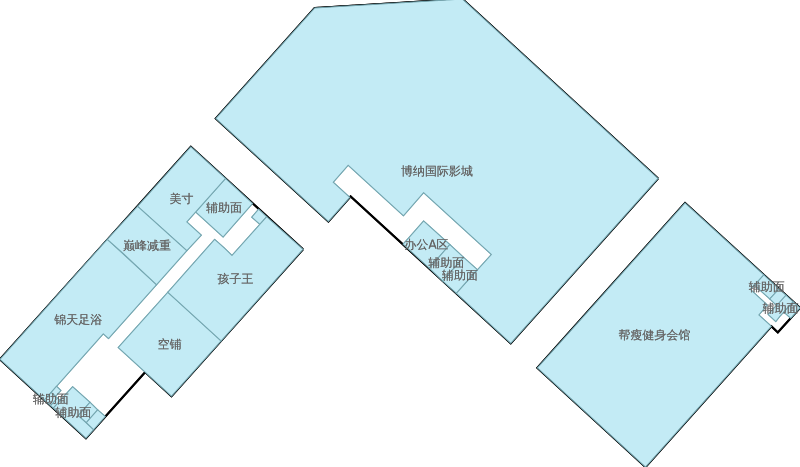 博纳国际影城
美寸
辅助面
巅峰减重
办公A区
辅助面
辅助面
孩子王
辅助面
辅助面
锦天足浴
帮瘦健身会馆
空铺
辅助面
辅助面